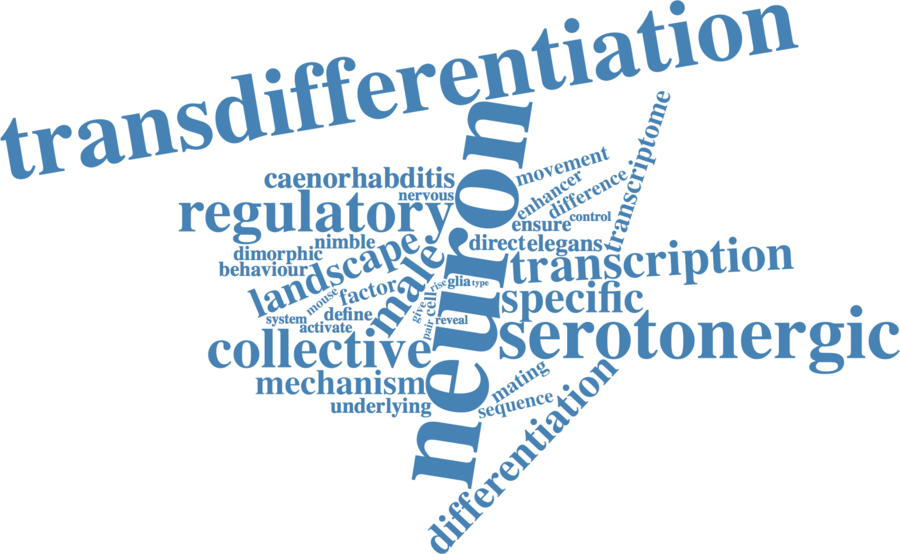 transdifferentiation
neuron
caenorhabditis
nervous
regulatory
movement
enhancer
difference
transcriptome
control
ensure
direct
elegans
nimble
dimorphic
behaviour
landscape
male
transcription
mouse
factor
rise
glia
type
cell
give
pair
reveal
specific
system
define
activate
serotonergic
collective
mechanism
underlying
mating
sequence
differentiation